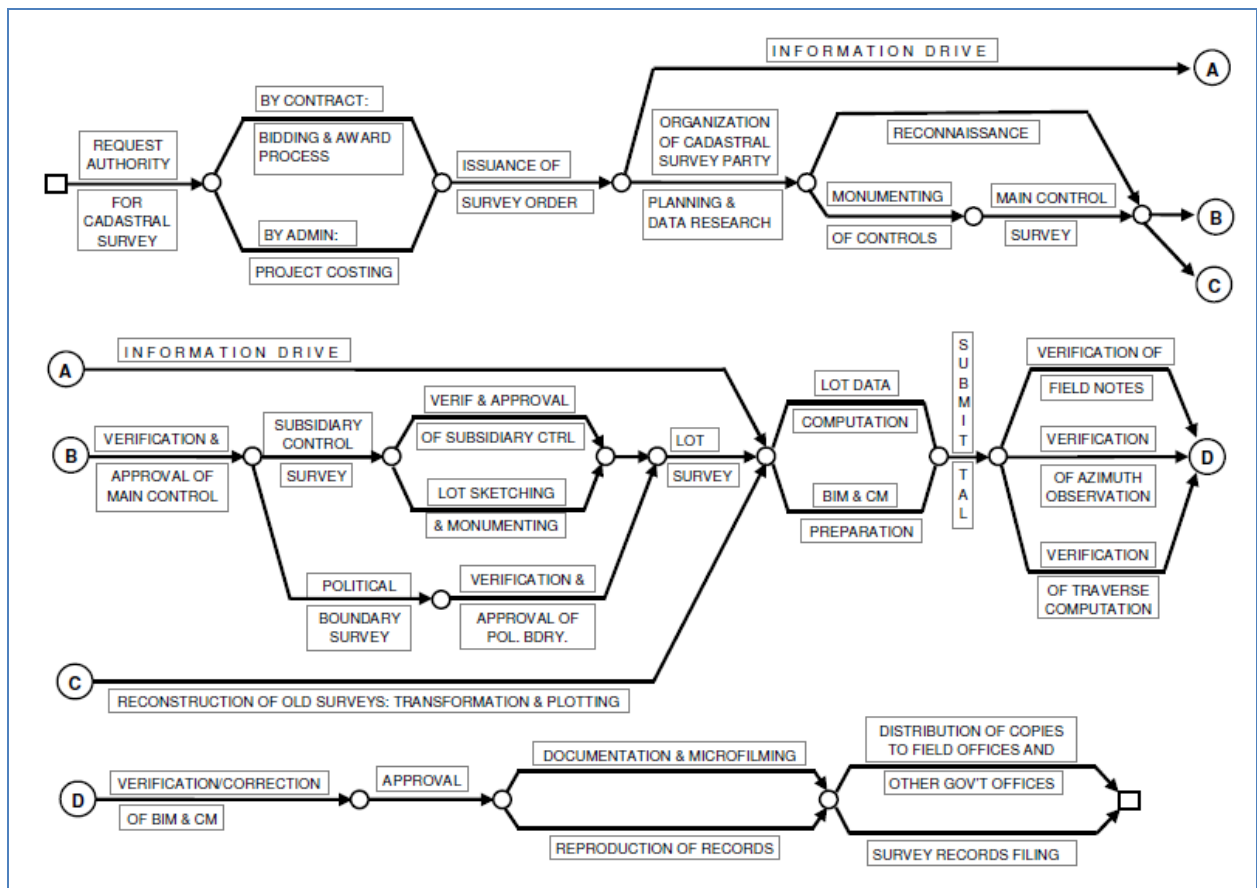 INFORMATION DRIVE
A
BY CONTRACT:
BIDDING & AWARD
PROCESS
REQUEST
AUTHORITY
FOR
CADASTRAL
SURVEY
BY ADMIN:
PROJECT COSTING
ISSUANCE OF
SURVEY ORDER
ORGANIZATION
OF CADASTRAL
SURVEY PARTY
PLANNING &
DATA RESEARCH
RECONNAISSANCE
MONUMENTING
OF CONTROLS
MAIN CONTROL
SURVEY
B
C
A
INFORMATION DRIVE
B
VERIFICATION &
APPROVAL OF
MAIN CONTROL
SUBSIDIARY
CONTROL
SURVEY
VERIF & APPROVAL
OF SUBSIDIARY CTRL
LOT SKETCHING
& MONUMENTING
LOT
SURVEY
POLITICAL
BOUNDARY
SURVEY
VERIFICATION &
APPROVAL OF
POL. BDRY.
C
RECONSTRUCTION OF OLD SURVEYS: TRANSFORMATION & PLOTTING
LOT DATA
COMPUTATION
BIM & CM
PREPARATION
S
U
B
M
I
T
T
A
L
VERIFICATION OF
FIELD NOTES
VERIFICATION
OF AZIMUTH
OBSERVATION
VERIFICATION
OF TRAVERSE
COMPUTATION
D
D
VERIFICATION/CORRECTION
OF BIM & CM
APPROVAL
DOCUMENTATION & MICROFILMING
REPRODUCTION OF RECORDS
DISTRIBUTION OF COPIES
TO FIELD OFFICES AND
OTHER GOV'T OFFICES
SURVEY RECORDS FILING